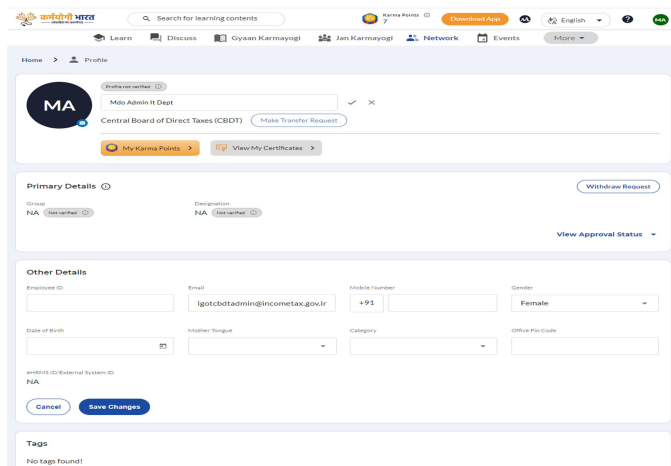 कर्मयोगी भारत
Search for learning contents
Karma Points
7
Download App
English
MA
Learn
Discuss
Gyaan Karmayogi
Jan Karmayogi
Network
Events
More
Home > Profile
Profile not verified
MA
Mdo Admin It Dept
Central Board of Direct Taxes (CBDT)
Make Transfer Request
My Karma Points >
View My Certificates >
Primary Details
Withdraw Request
Group
Designation
NA Not verified
NA Not verified
View Approval Status
Other Details
Employee ID
Email
Mobile Number
Gender
igotcbdtadmin@incometax.gov.ir
+91
Female
Date of Birth
Mother Tongue
Category
Office Pin Code
eHRMS ID/External System ID
NA
Cancel
Save Changes
Tags
No tags found!